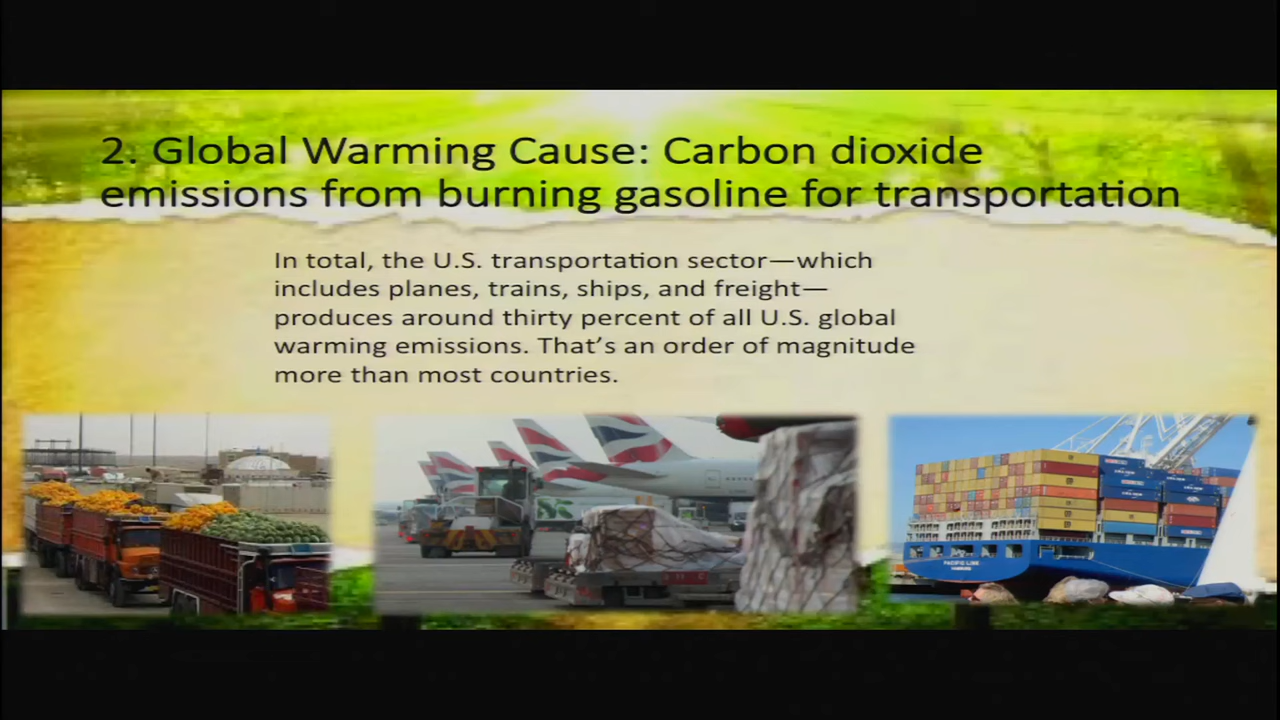 2. Global Warming Cause: Carbon dioxide
emissions from burning gasoline for transportation
In total, the U.S. transportation sector—which
includes planes, trains, ships, and freight—
produces around thirty percent of all U.S. global
warming emissions. That's an order of magnitude
more than most countries.
PACIFIC LINK
HAMBURG